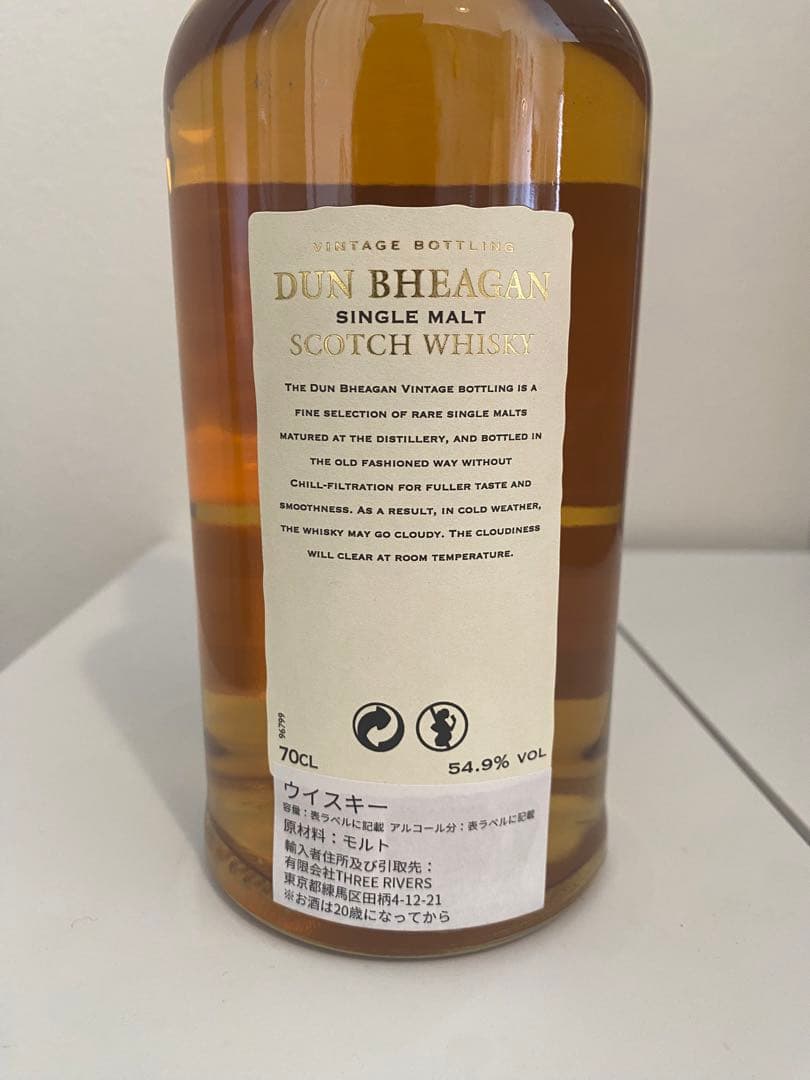 VINTAGE BOTTLING
DUN BHEAGAN
SINGLE MALT
SCOTCH WHISKY
THE DUN BHEAGAN VINTAGE BOTTLING IS A
FINE SELECTION OF RARE SINGLE MALTS
MATURED AT THE DISTILLERY, AND BOTTLED IN
THE OLD FASHIONED WAY WITHOUT
CHILL-FILTRATION FOR FULLER TASTE AND
SMOOTHNESS. AS A RESULT, IN COLD WEATHER,
THE WHISKY MAY GO CLOUDY. THE CLOUDINESS
WILL CLEAR AT ROOM TEMPERATURE.
96799
70CL
54.9% VOL
ウイスキー
容量：表ラベルに記載 アルコール分：表ラベルに記載
原材料：モルト
輸入者住所及び引取先：
有限会社THREE RIVERS
東京都練馬区田柄4-12-21
※お酒は20歳になってから